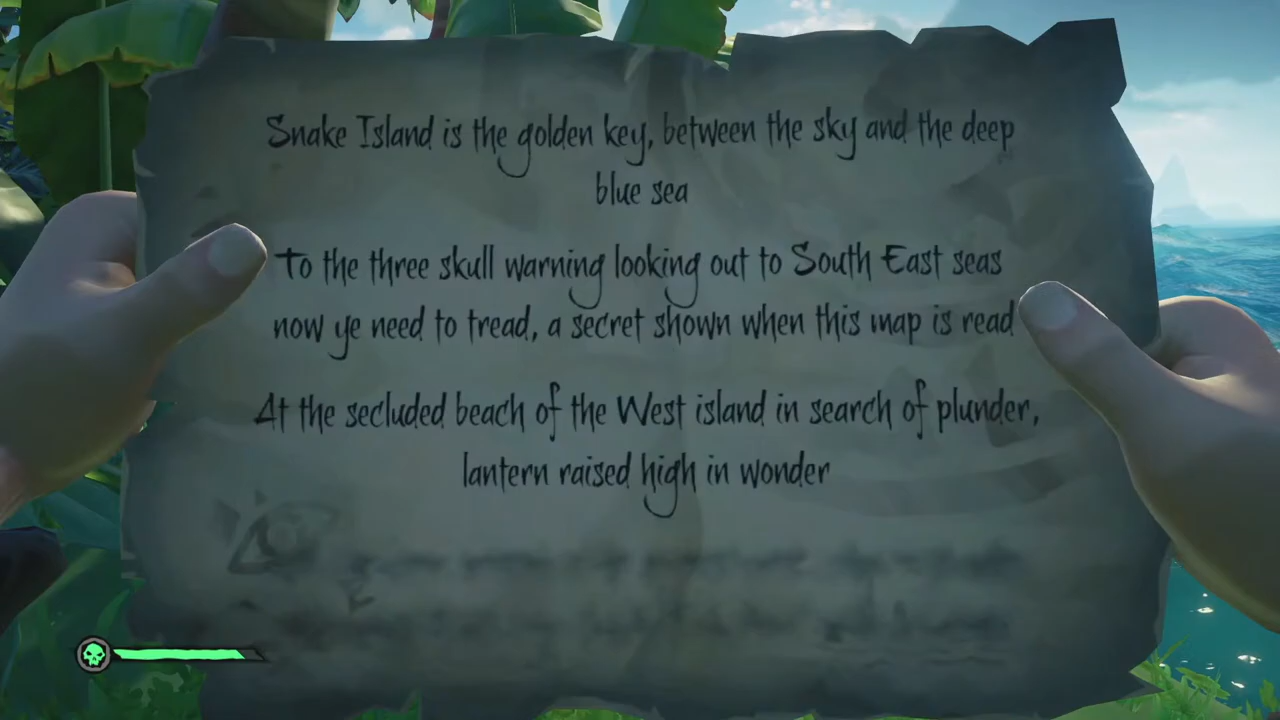 Snake Island is the golden key, between the sky and the deep
blue sea
To the three skull warning looking out to South East seas
now ye need to tread, a secret shown when this map is read
At the secluded beach of the West island in search of plunder,
lantern raised high in wonder